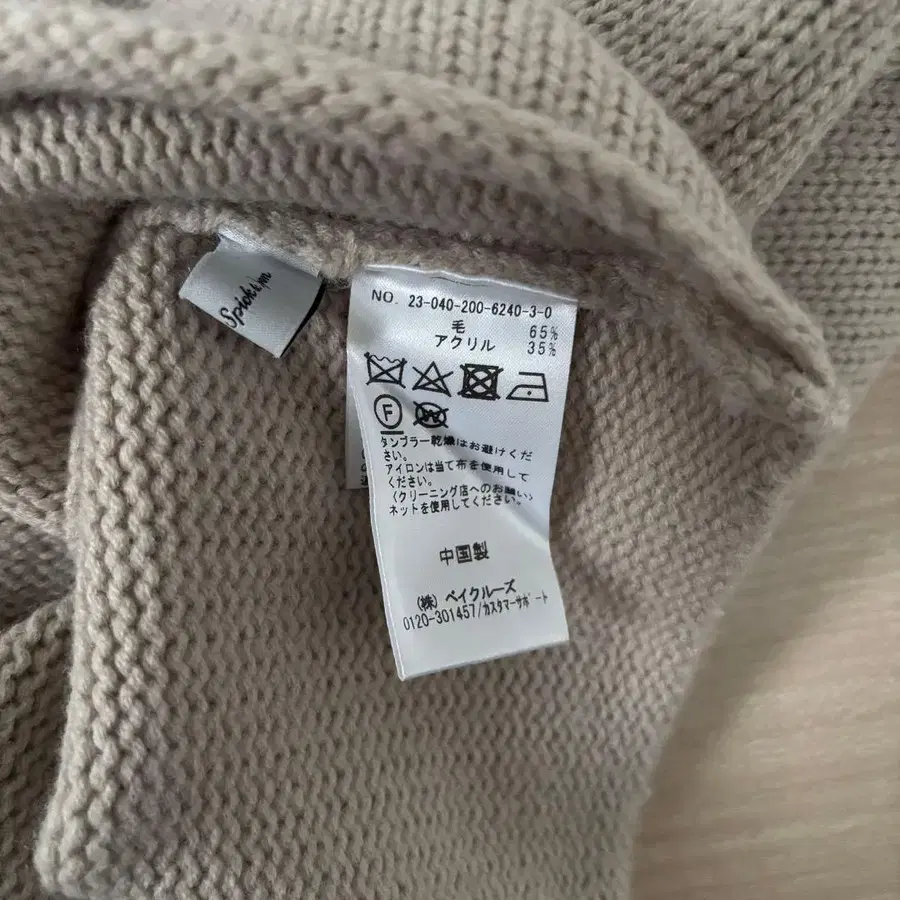 Spick & Span
NO. 23-040-200-6240-3-0
毛 65%
アクリル 35%
F
W
タンブラー乾燥はお避けくだ
さい。
アイロンは当て布を使用して
ください。
〈クリーニング店へのお願い〉
ネットを使用してください。
中国製
(株) ベイクルーズ
0120-301457/カスタマーサポート